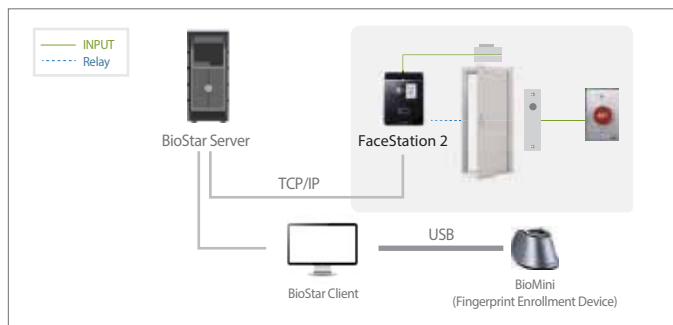 INPUT
Relay
BioStar Server
FaceStation 2
TCP/IP
USB
BioStar Client
BioMini
(Fingerprint Enrollment Device)